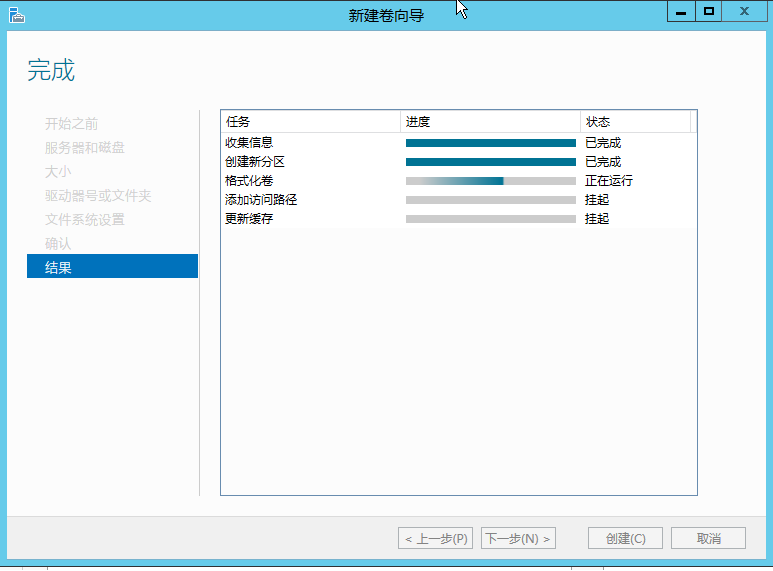 新建卷向导
完成
开始之前
服务器和磁盘
大小
驱动器号或文件夹
文件系统设置
确认
结果
任务 进度 状态
收集信息 已完成
创建新分区 已完成
格式化卷 正在运行
添加访问路径 挂起
更新缓存 挂起
< 上一步(P) 下一步(N) > 创建(C) 取消